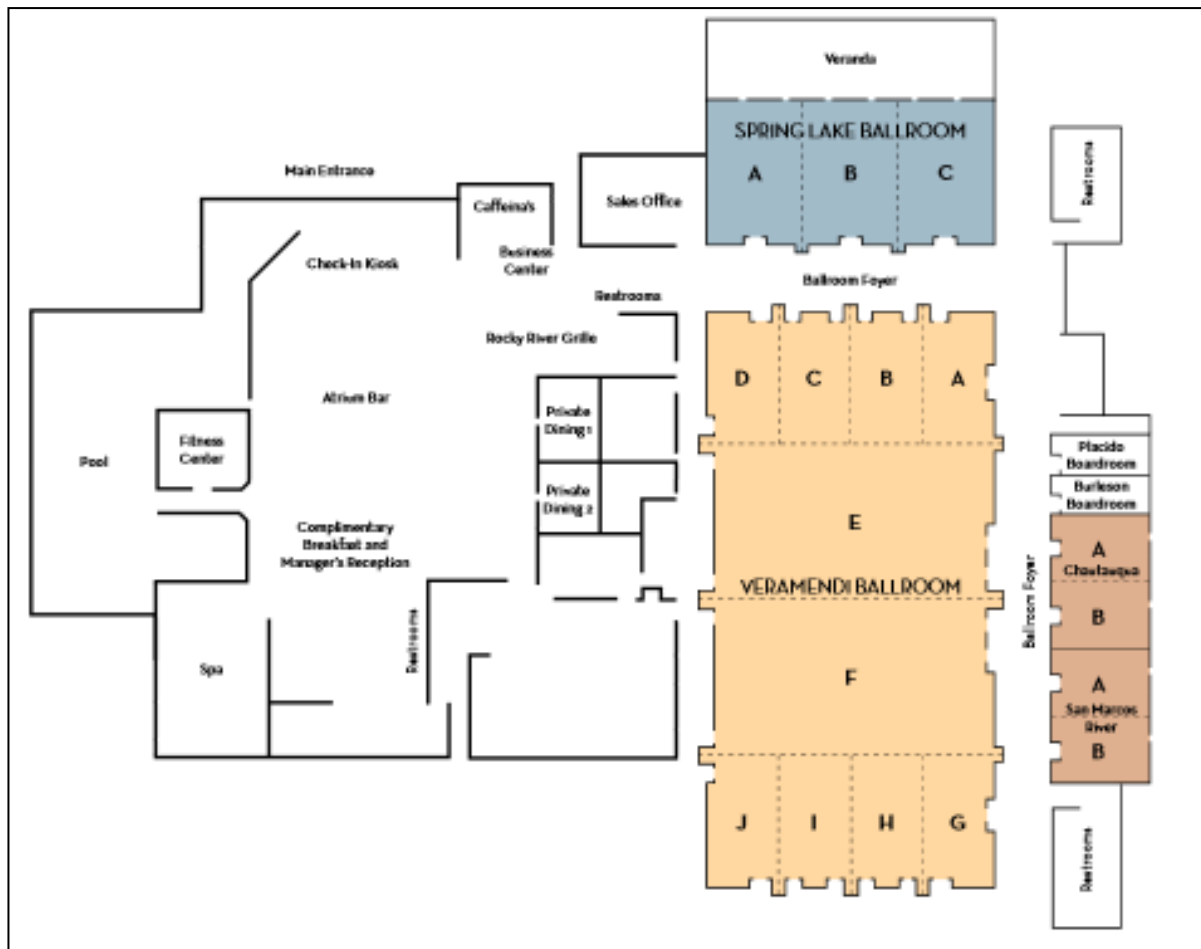 Veranda
SPRING LAKE BALLROOM
A
B
C
Restrooms
Main Entrance
Caffeina's
Sales Office
Business
Center
Check-In Kiosk
Ballroom Foyer
Restrooms
Rocky River Grille
D
C
B
A
Atrium Bar
Private
Dining 1
Fitness
Center
Pool
Placido
Boardroom
Burleson
Boardroom
Private
Dining 2
E
Complimentary
Breakfast and
Manager's Reception
A
Chautauqua
VERAMENDI BALLROOM
Ballroom Foyer
B
Restrooms
Spa
F
A
San Marcos
River
B
J
I
H
G
Restrooms